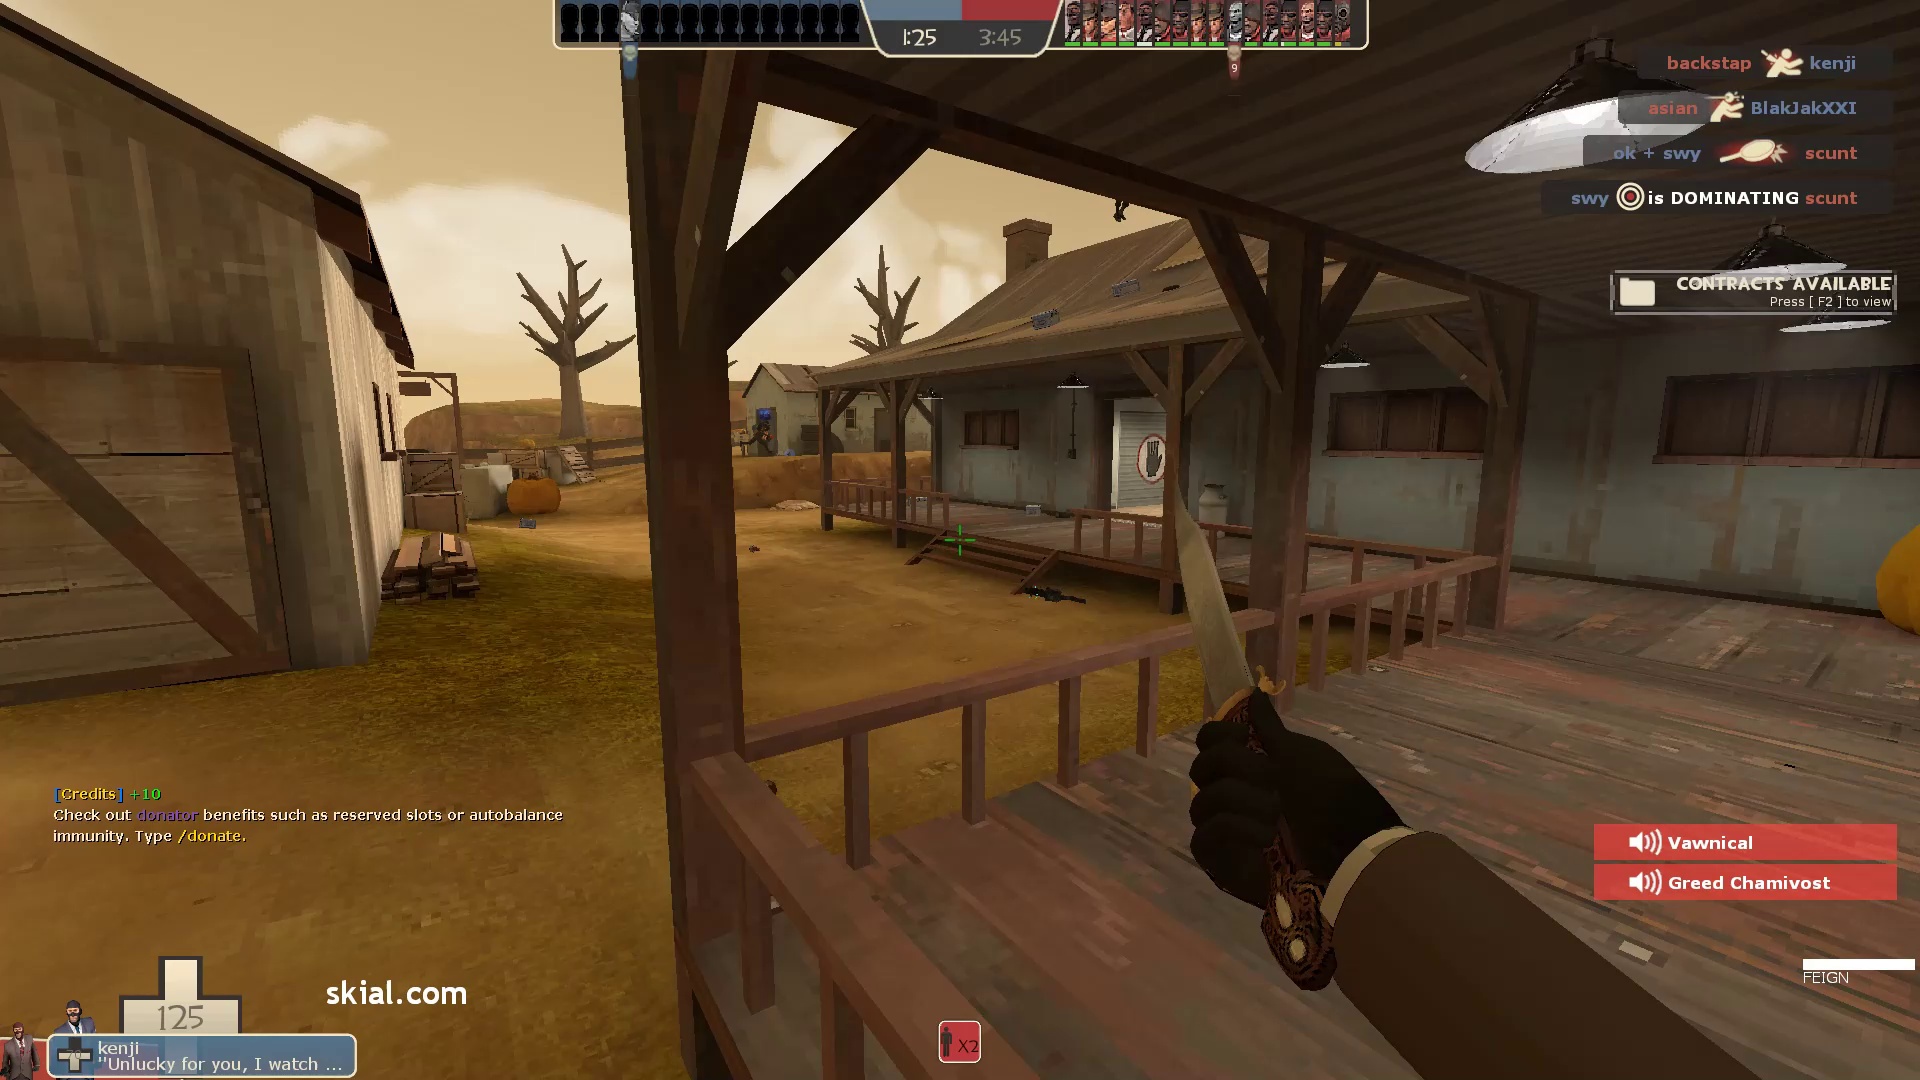 1:25
3:45
9
backstap kenji
asian BlakJakXXI
ok + swy scunt
swy is DOMINATING scunt
CONTRACTS AVAILABLE
Press [ F2 ] to view
[Credits] +10
Check out donator benefits such as reserved slots or autobalance
immunity. Type /donate.
Vawnical
Greed Chamivost
FEIGN
skial.com
125
kenji
"Unlucky for you, I watch ...
X2